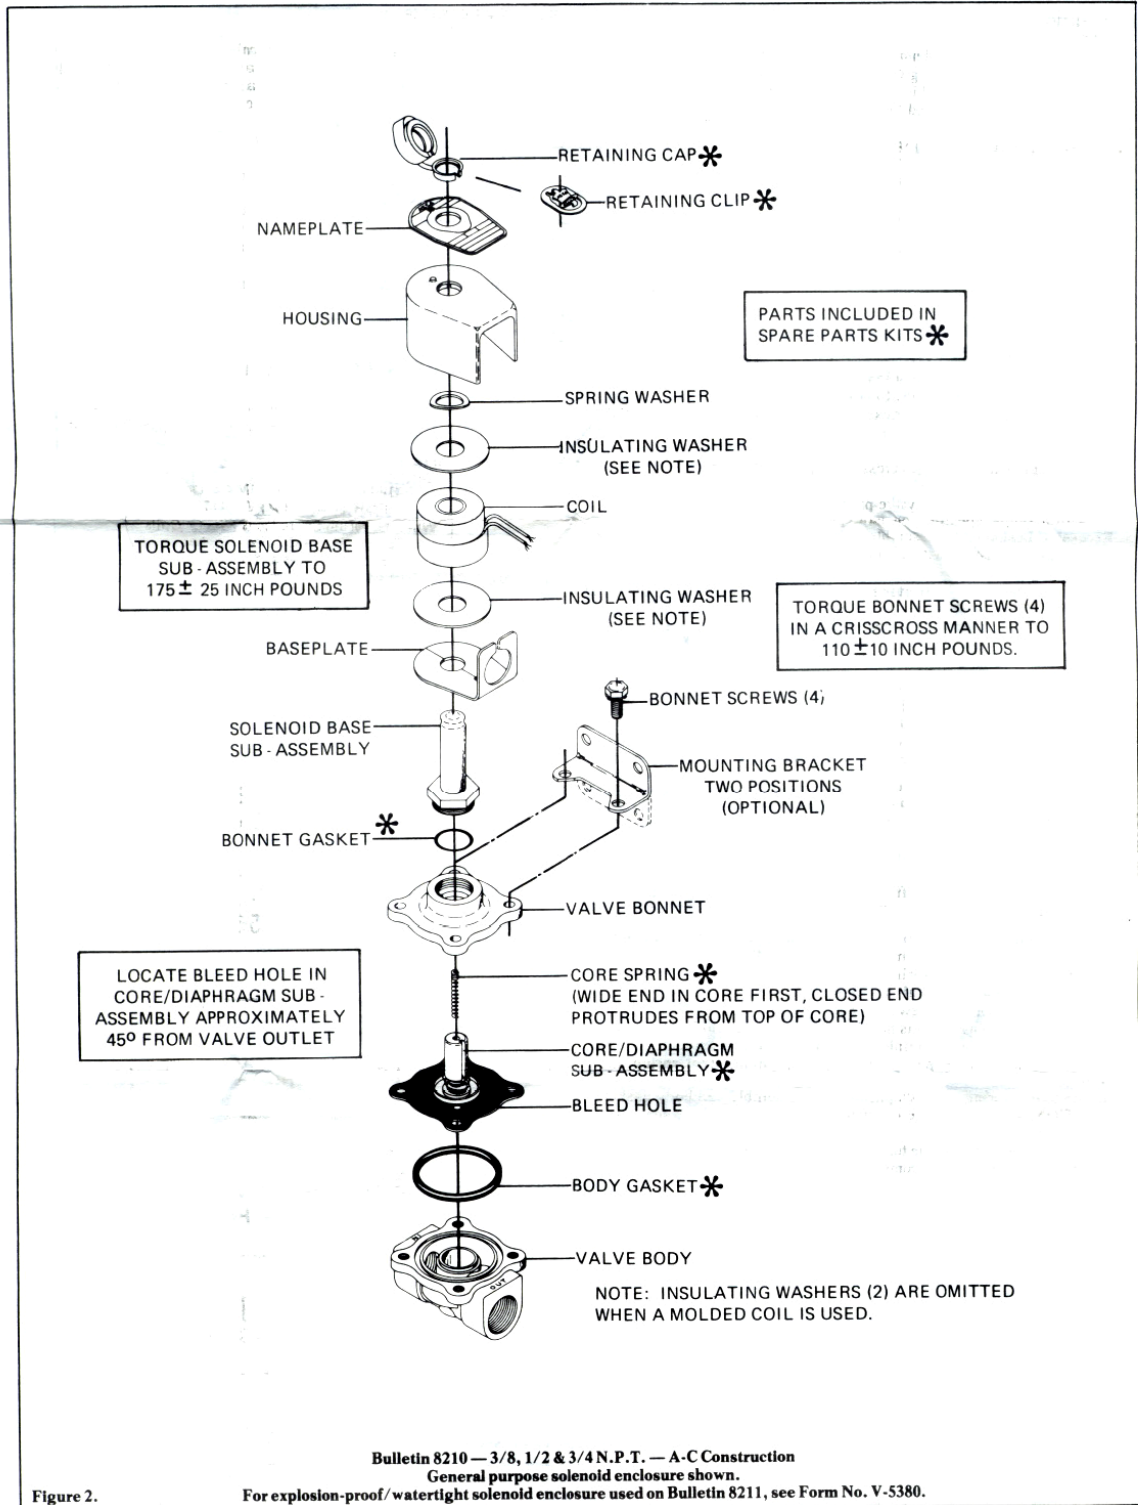 RETAINING CAP*
RETAINING CLIP*
NAMEPLATE
HOUSING
PARTS INCLUDED IN
SPARE PARTS KITS*
SPRING WASHER
INSULATING WASHER
(SEE NOTE)
COIL
TORQUE SOLENOID BASE
SUB-ASSEMBLY TO
175± 25 INCH POUNDS
INSULATING WASHER
(SEE NOTE)
TORQUE BONNET SCREWS (4)
IN A CRISSCROSS MANNER TO
110±10 INCH POUNDS.
BASEPLATE
BONNET SCREWS (4)
SOLENOID BASE
SUB-ASSEMBLY
MOUNTING BRACKET
TWO POSITIONS
(OPTIONAL)
BONNET GASKET*
VALVE BONNET
LOCATE BLEED HOLE IN
CORE/DIAPHRAGM SUB-
ASSEMBLY APPROXIMATELY
45º FROM VALVE OUTLET
CORE SPRING*
(WIDE END IN CORE FIRST, CLOSED END
PROTRUDES FROM TOP OF CORE)
CORE/DIAPHRAGM
SUB-ASSEMBLY*
BLEED HOLE
BODY GASKET*
IN
VALVE BODY
OUT
NOTE: INSULATING WASHERS (2) ARE OMITTED
WHEN A MOLDED COIL IS USED.
Bulletin 8210 — 3/8, 1/2 & 3/4 N.P.T. — A-C Construction
General purpose solenoid enclosure shown.
Figure 2.
For explosion-proof/watertight solenoid enclosure used on Bulletin 8211, see Form No. V-5380.